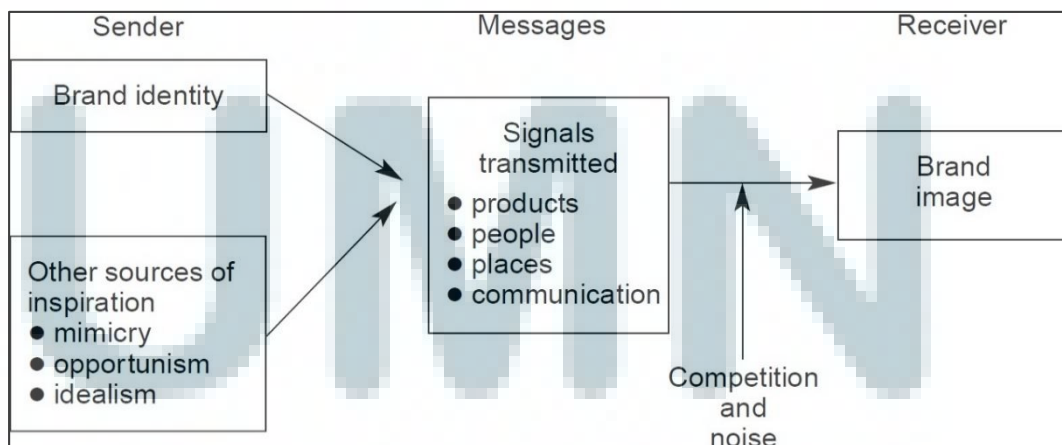 Sender
Messages
Receiver
Brand identity
Other sources of
inspiration
• mimicry
• opportunism
• idealism
Signals
transmitted
• products
• people
• places
• communication
Competition
and
noise
Brand
image
UMN